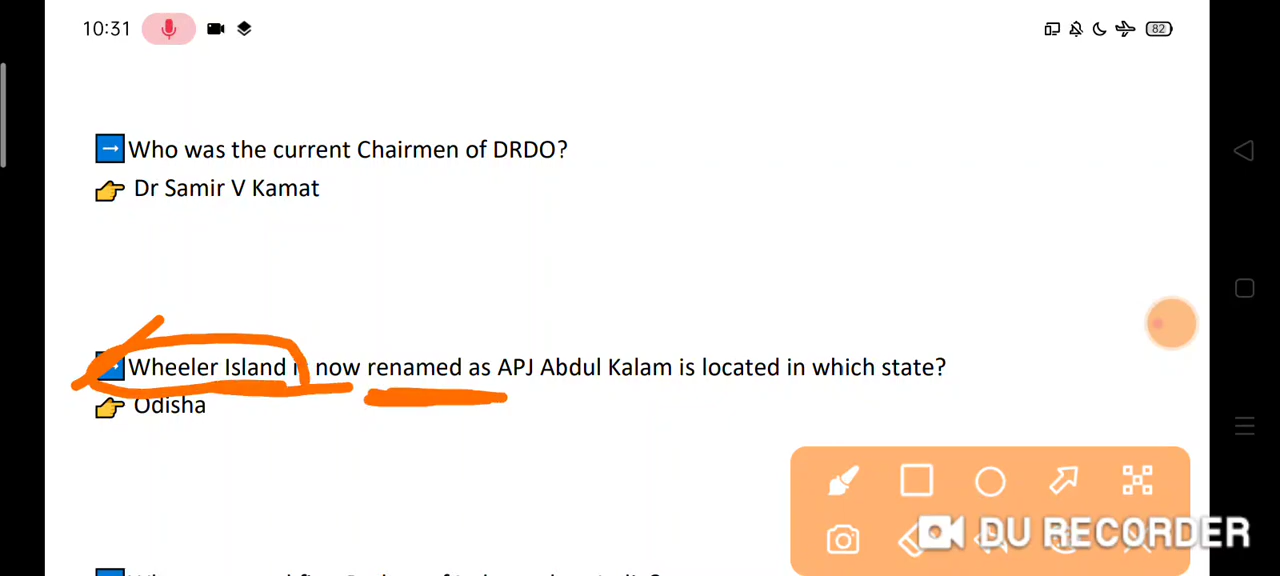 10:31
82
Who was the current Chairmen of DRDO?
Dr Samir V Kamat
Wheeler Island now renamed as APJ Abdul Kalam is located in which state?
Odisha
DU RECORDER